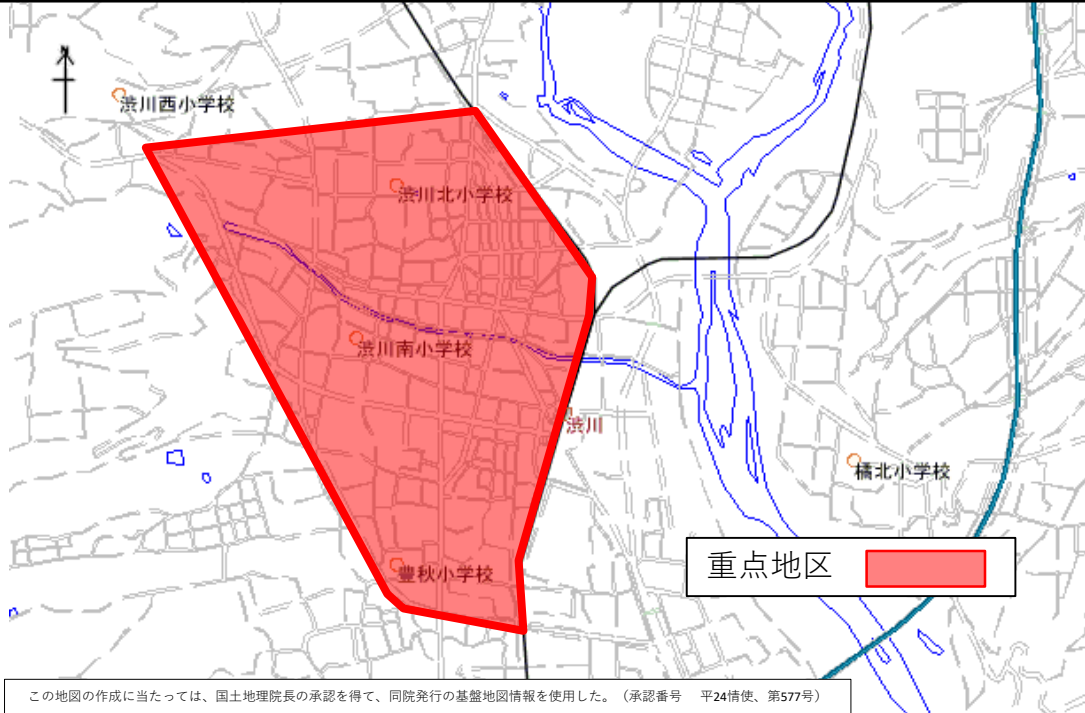 渋川西小学校
渋川北小学校
渋川南小学校
渋川
橘北小学校
豊秋小学校
重点地区
この地図の作成に当たっては、国土地理院長の承認を得て、同院発行の基盤地図情報を使用した。（承認番号　平24情使、第577号）